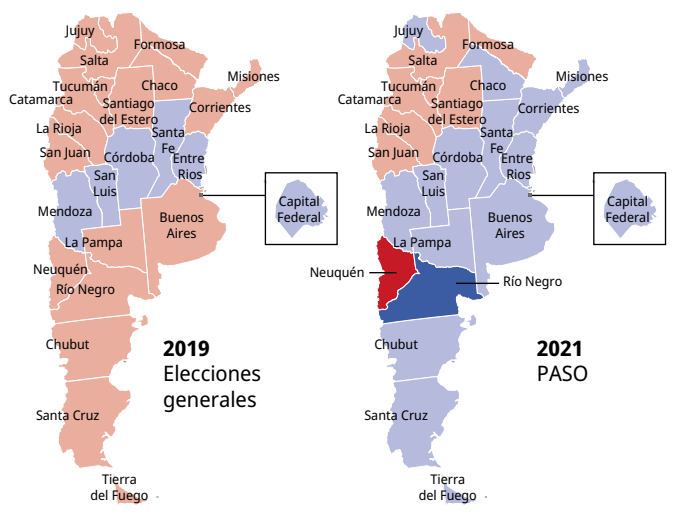 Jujuy
Formosa
Salta
Misiones
Tucumán
Chaco
Catamarca
Santiago
del Estero
Corrientes
La Rioja
Santa
Fe
San Juan
Córdoba
Entre
Rios
San
Luis
Capital
Federal
Mendoza
Buenos
Aires
La Pampa
Neuquén
Río Negro
Chubut
2019
Elecciones
generales
Santa Cruz
Tierra
del Fuego
Jujuy
Formosa
Salta
Misiones
Tucumán
Chaco
Catamarca
Santiago
del Estero
Corrientes
La Rioja
Santa
Fe
San Juan
Córdoba
Entre
Rios
San
Luis
Capital
Federal
Mendoza
Buenos
Aires
La Pampa
Neuquén
Río Negro
Chubut
2021
PASO
Santa Cruz
Tierra
del Fuego